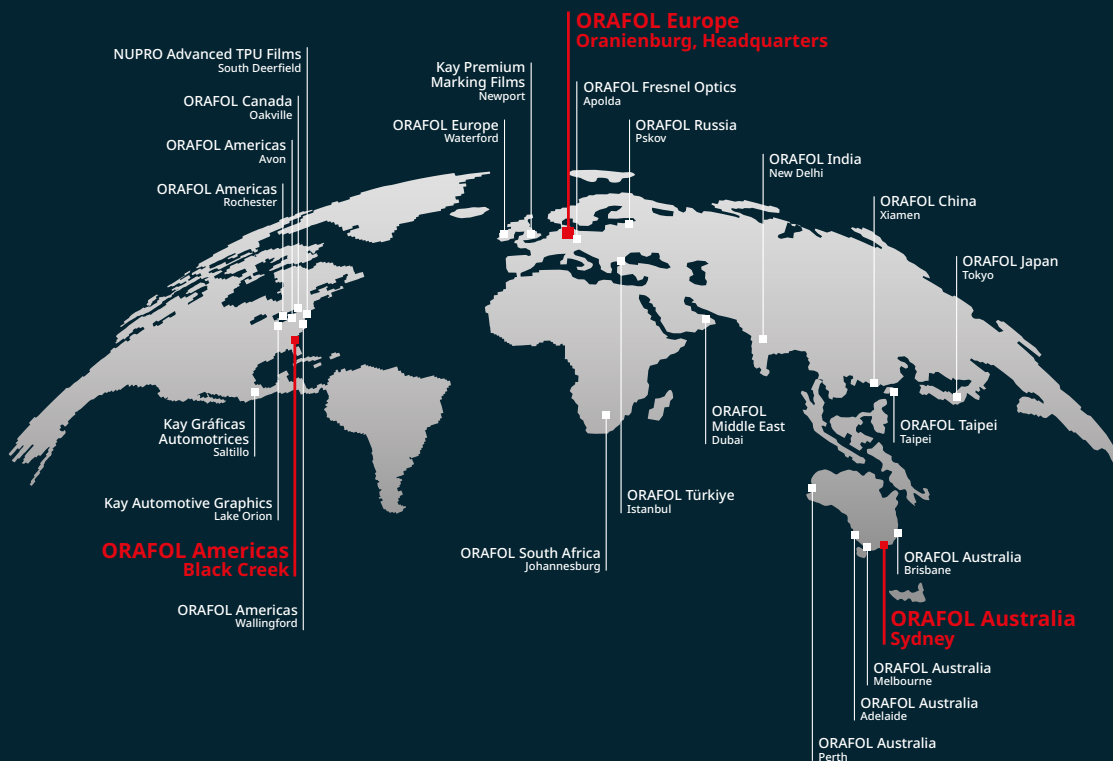 ORAFOL Europe
Oranienburg, Headquarters
NUPRO Advanced TPU Films
South Deerfield
Kay Premium
Marking Films
Newport
ORAFOL Fresnel Optics
Apolda
ORAFOL Canada
Oakville
ORAFOL Europe
Waterford
ORAFOL Russia
Pskov
ORAFOL Americas
Avon
ORAFOL India
New Delhi
ORAFOL Americas
Rochester
ORAFOL China
Xiamen
ORAFOL Japan
Tokyo
Kay Gráficas
Automotrices
Saltillo
ORAFOL
Middle East
Dubai
ORAFOL Taipei
Taipei
Kay Automotive Graphics
Lake Orion
ORAFOL Türkiye
Istanbul
ORAFOL Americas
Black Creek
ORAFOL South Africa
Johannesburg
ORAFOL Australia
Brisbane
ORAFOL Americas
Wallingford
ORAFOL Australia
Sydney
ORAFOL Australia
Melbourne
ORAFOL Australia
Adelaide
ORAFOL Australia
Perth